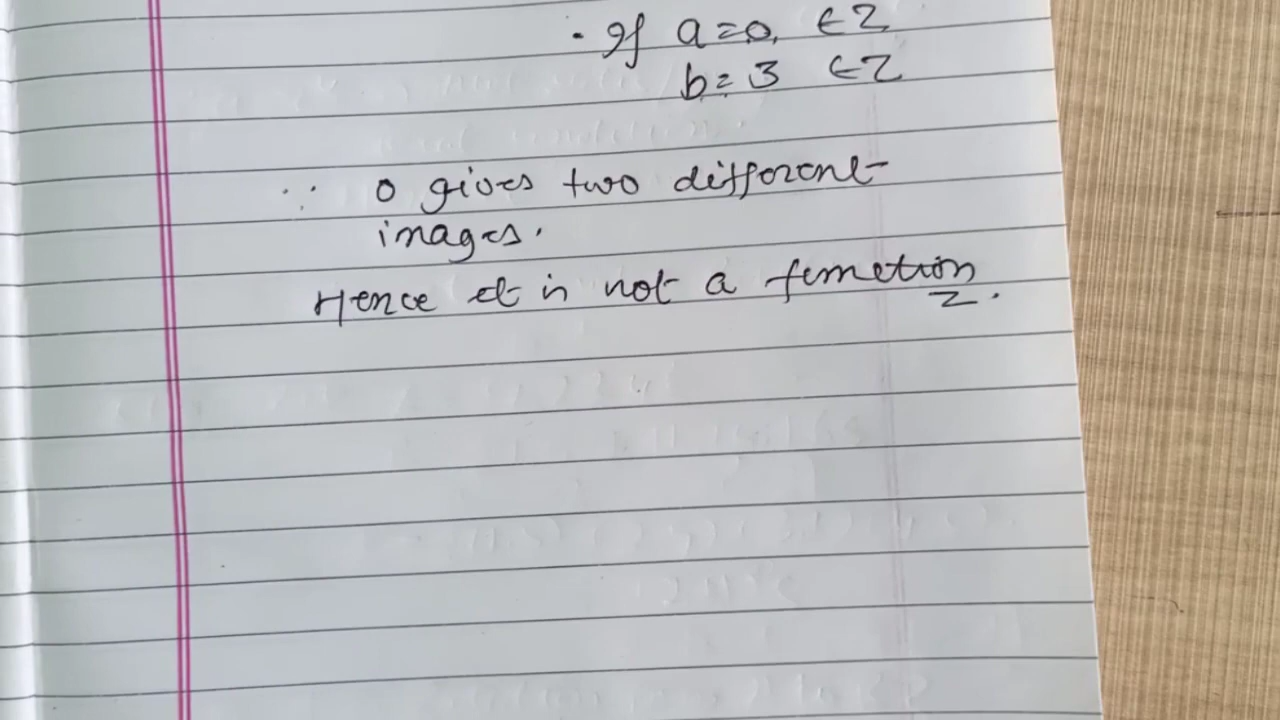 · If a=0, ∈Z
b=3 ∈Z
∵ 0 gives two different
images.
Hence it is not a function.